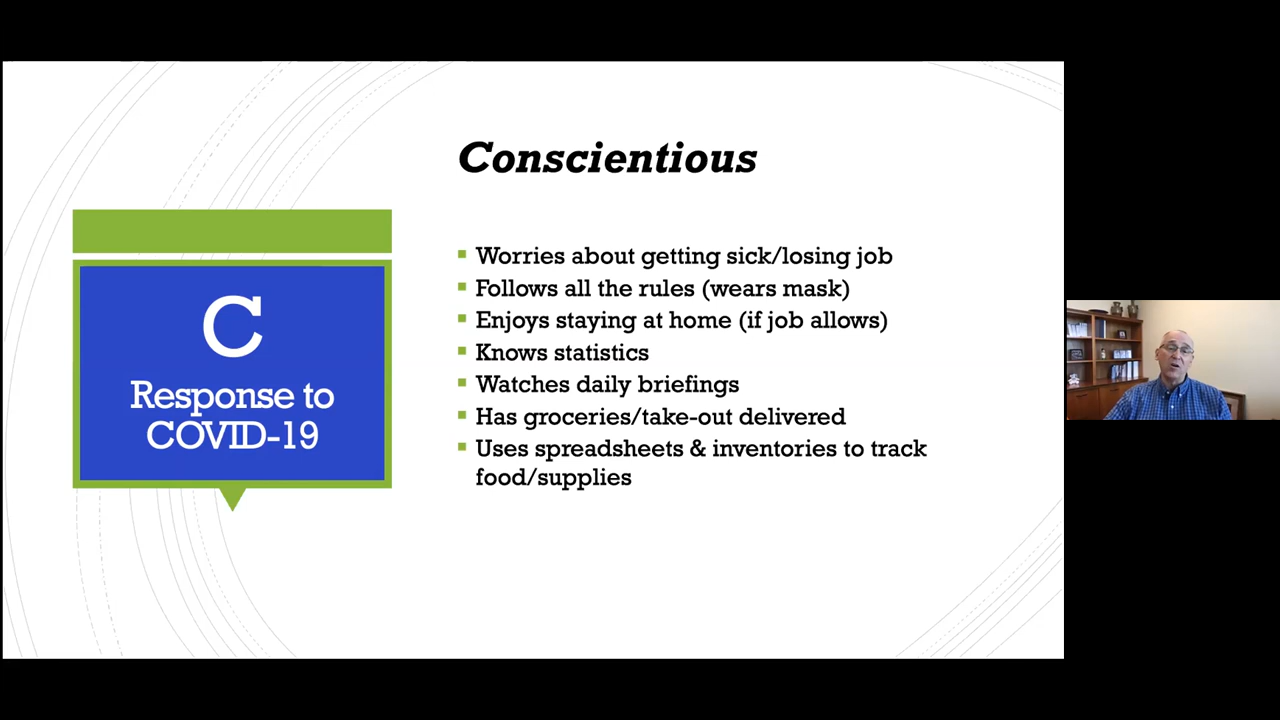 Conscientious
C
Response to
COVID-19
Worries about getting sick/losing job
Follows all the rules (wears mask)
Enjoys staying at home (if job allows)
Knows statistics
Watches daily briefings
Has groceries/take-out delivered
Uses spreadsheets & inventories to track
food/supplies